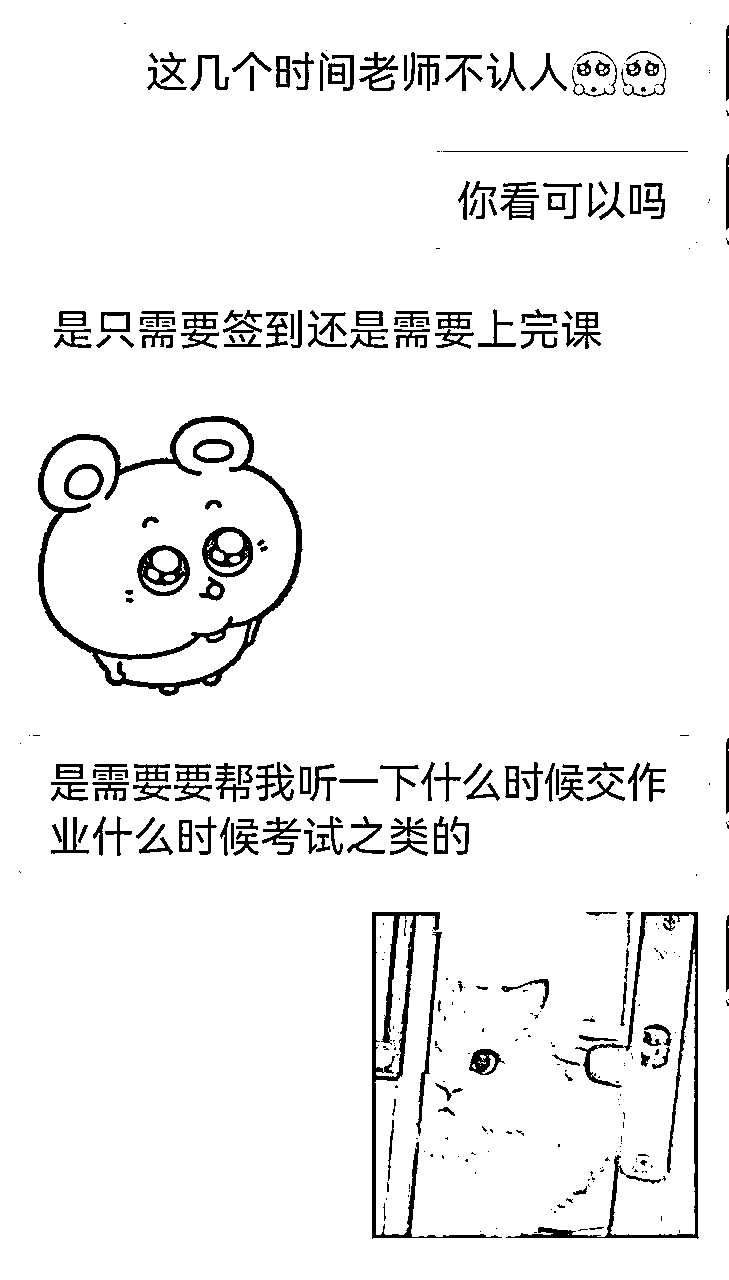 这几个时间老师不认人
你看可以吗
是只需要签到还是需要上完课
是需要要帮我听一下什么时候交作
业什么时候考试之类的